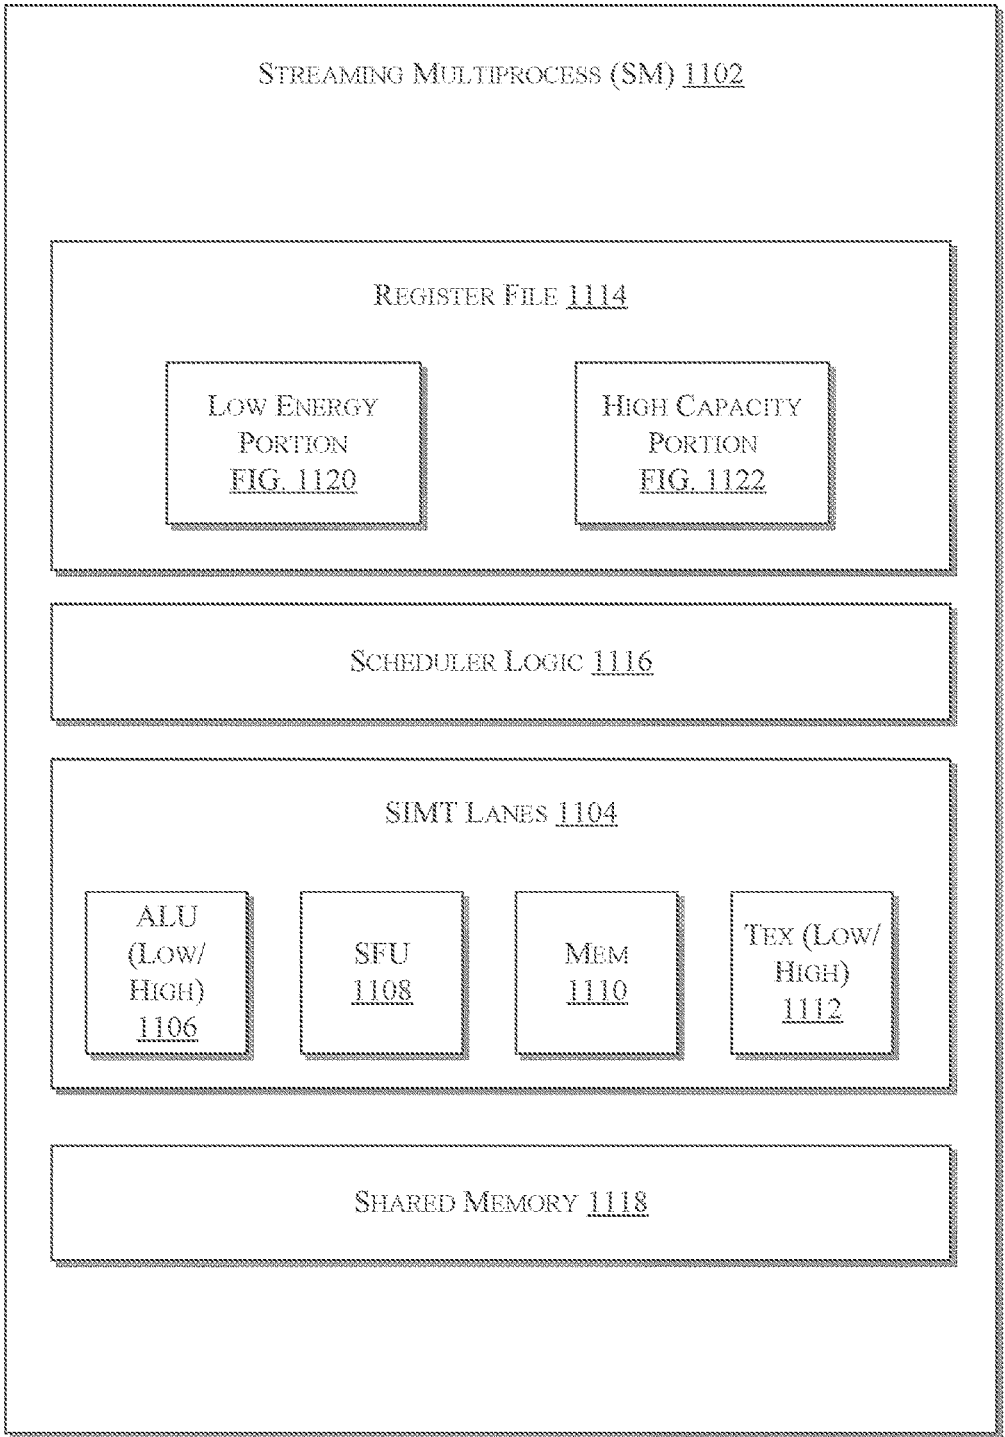 STREAMING MULTIPROCESS (SM) 1102
REGISTER FILE 1114
LOW ENERGY
PORTION
FIG. 1120
HIGH CAPACITY
PORTION
FIG. 1122
SCHEDULER LOGIC 1116
SIMT LANES 1104
ALU
(LOW/
HIGH)
1106
SFU
1108
MEM
1110
TEX (LOW/
HIGH)
1112
SHARED MEMORY 1118